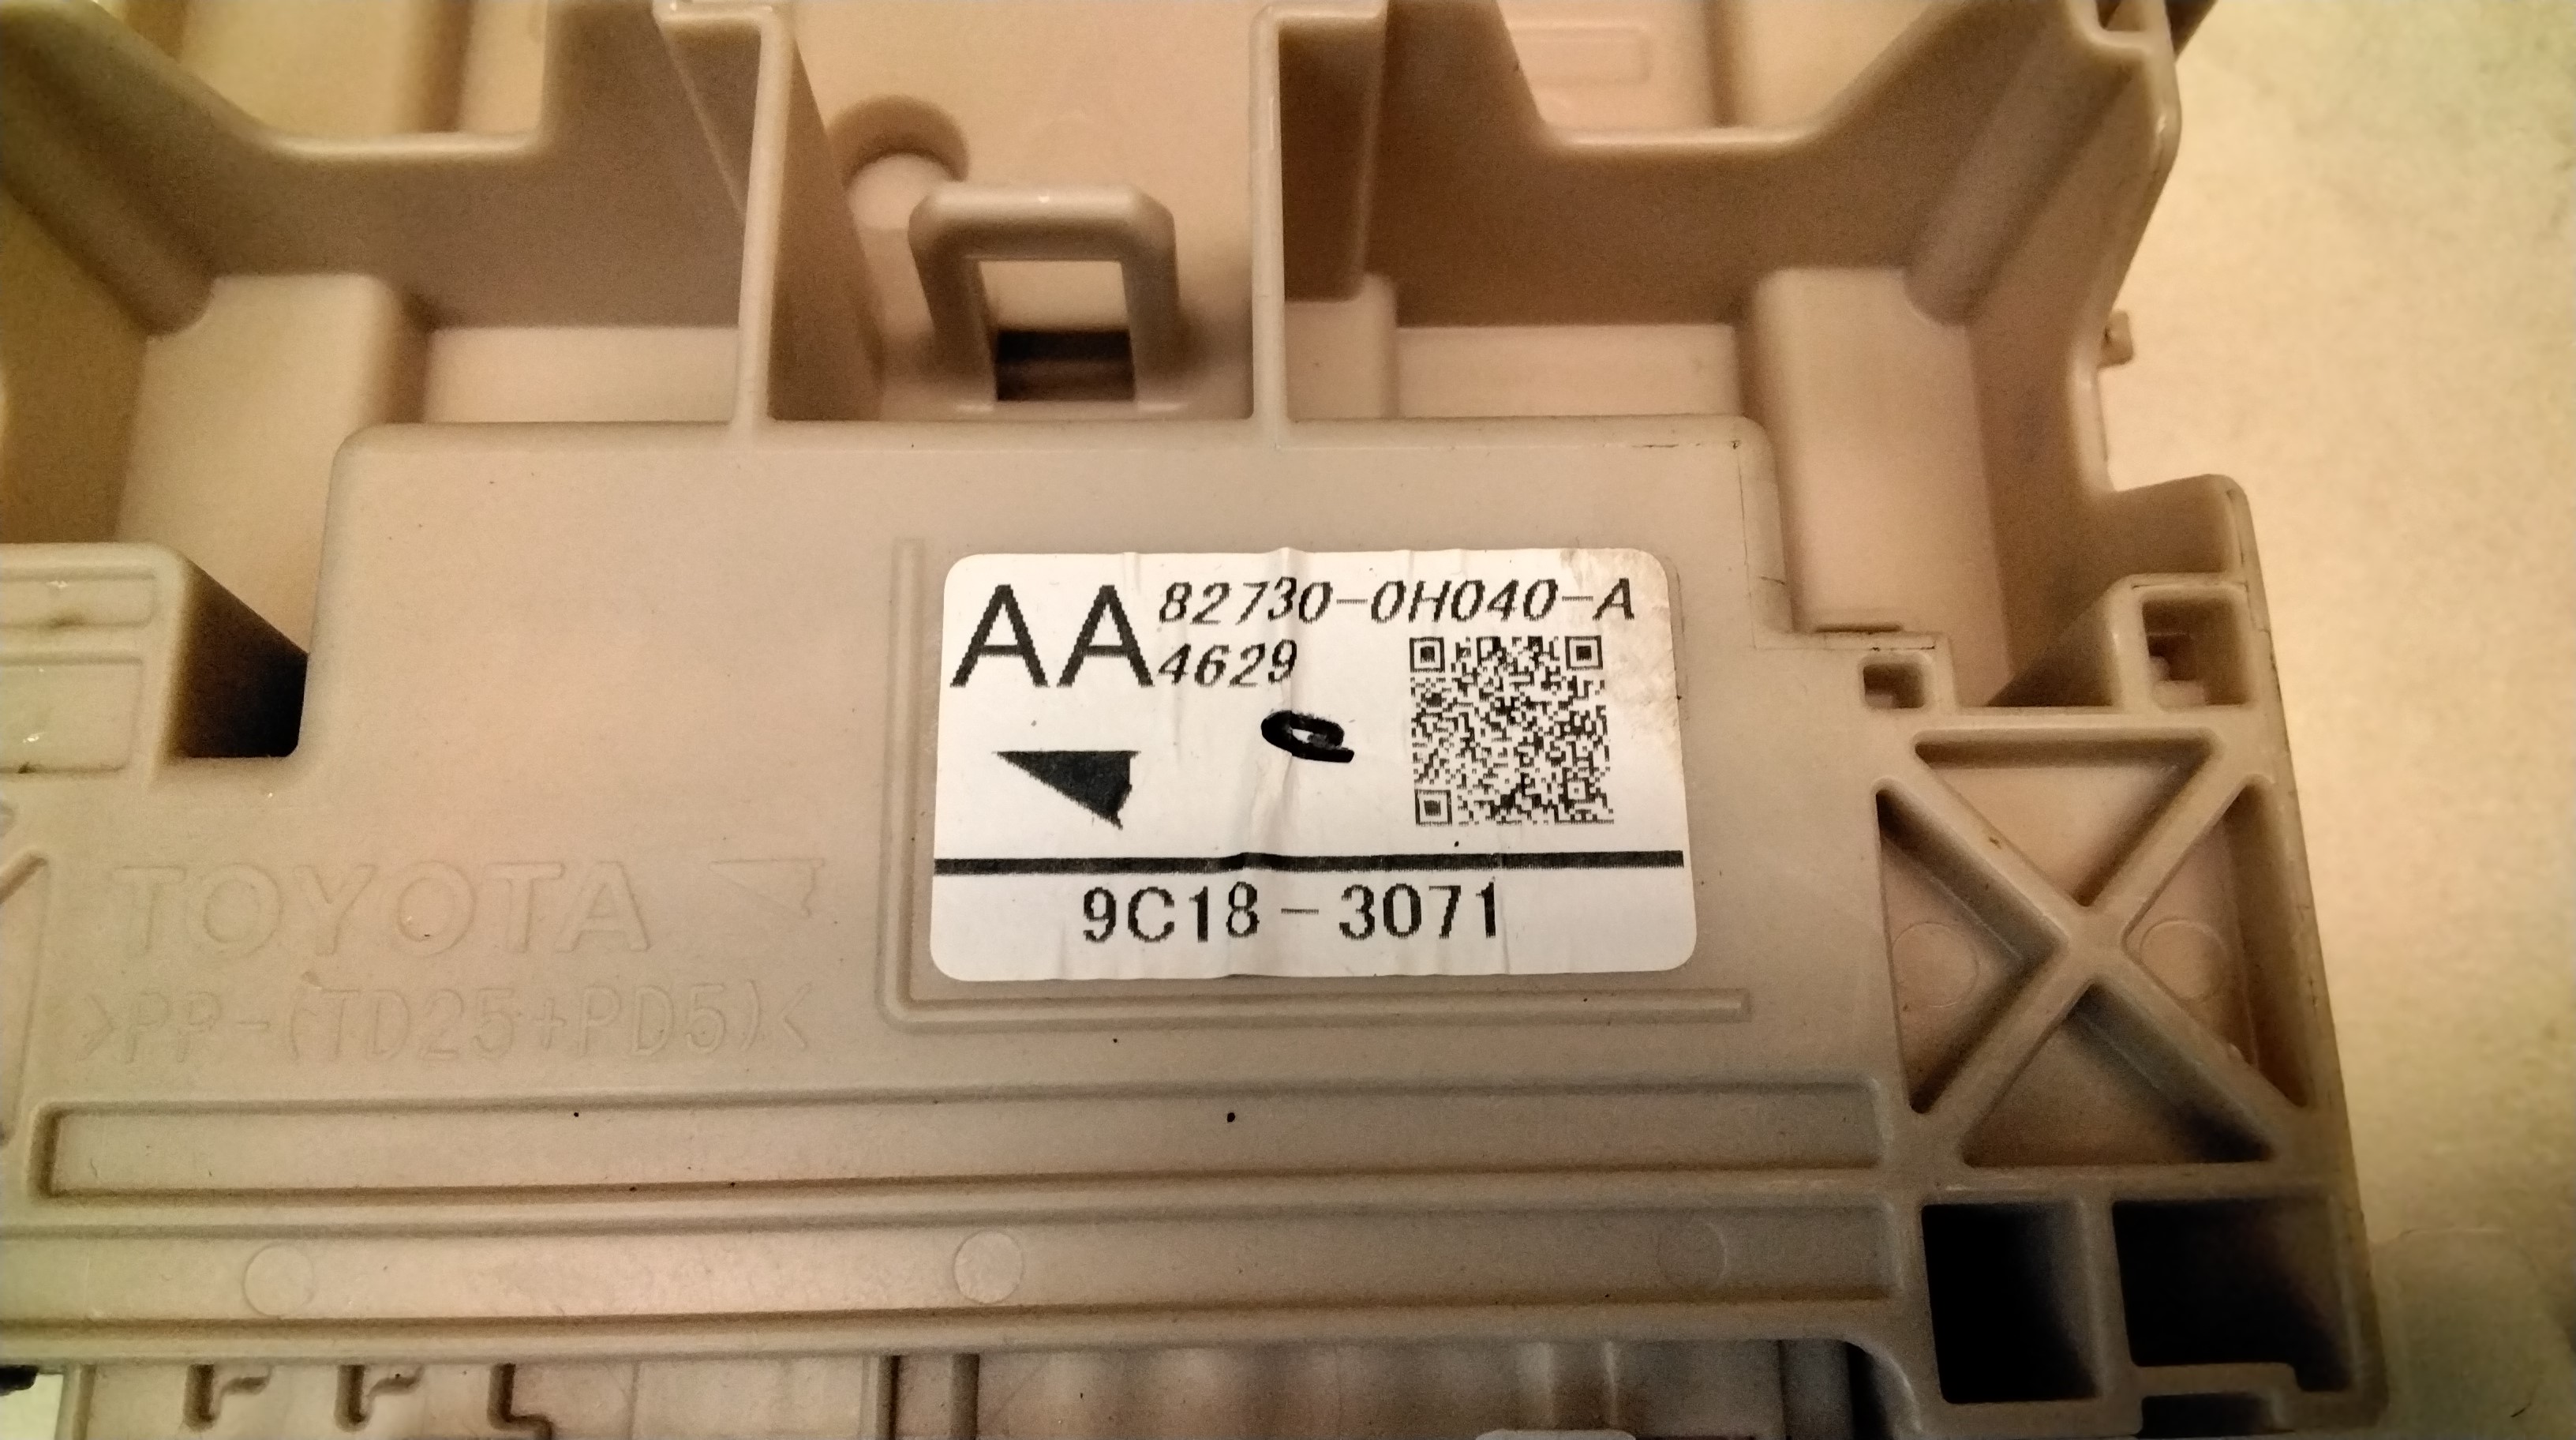 AA 82730-0H040-A
4629
9C18-3071
TOYOTA
>PP-(TD25+PD5)<